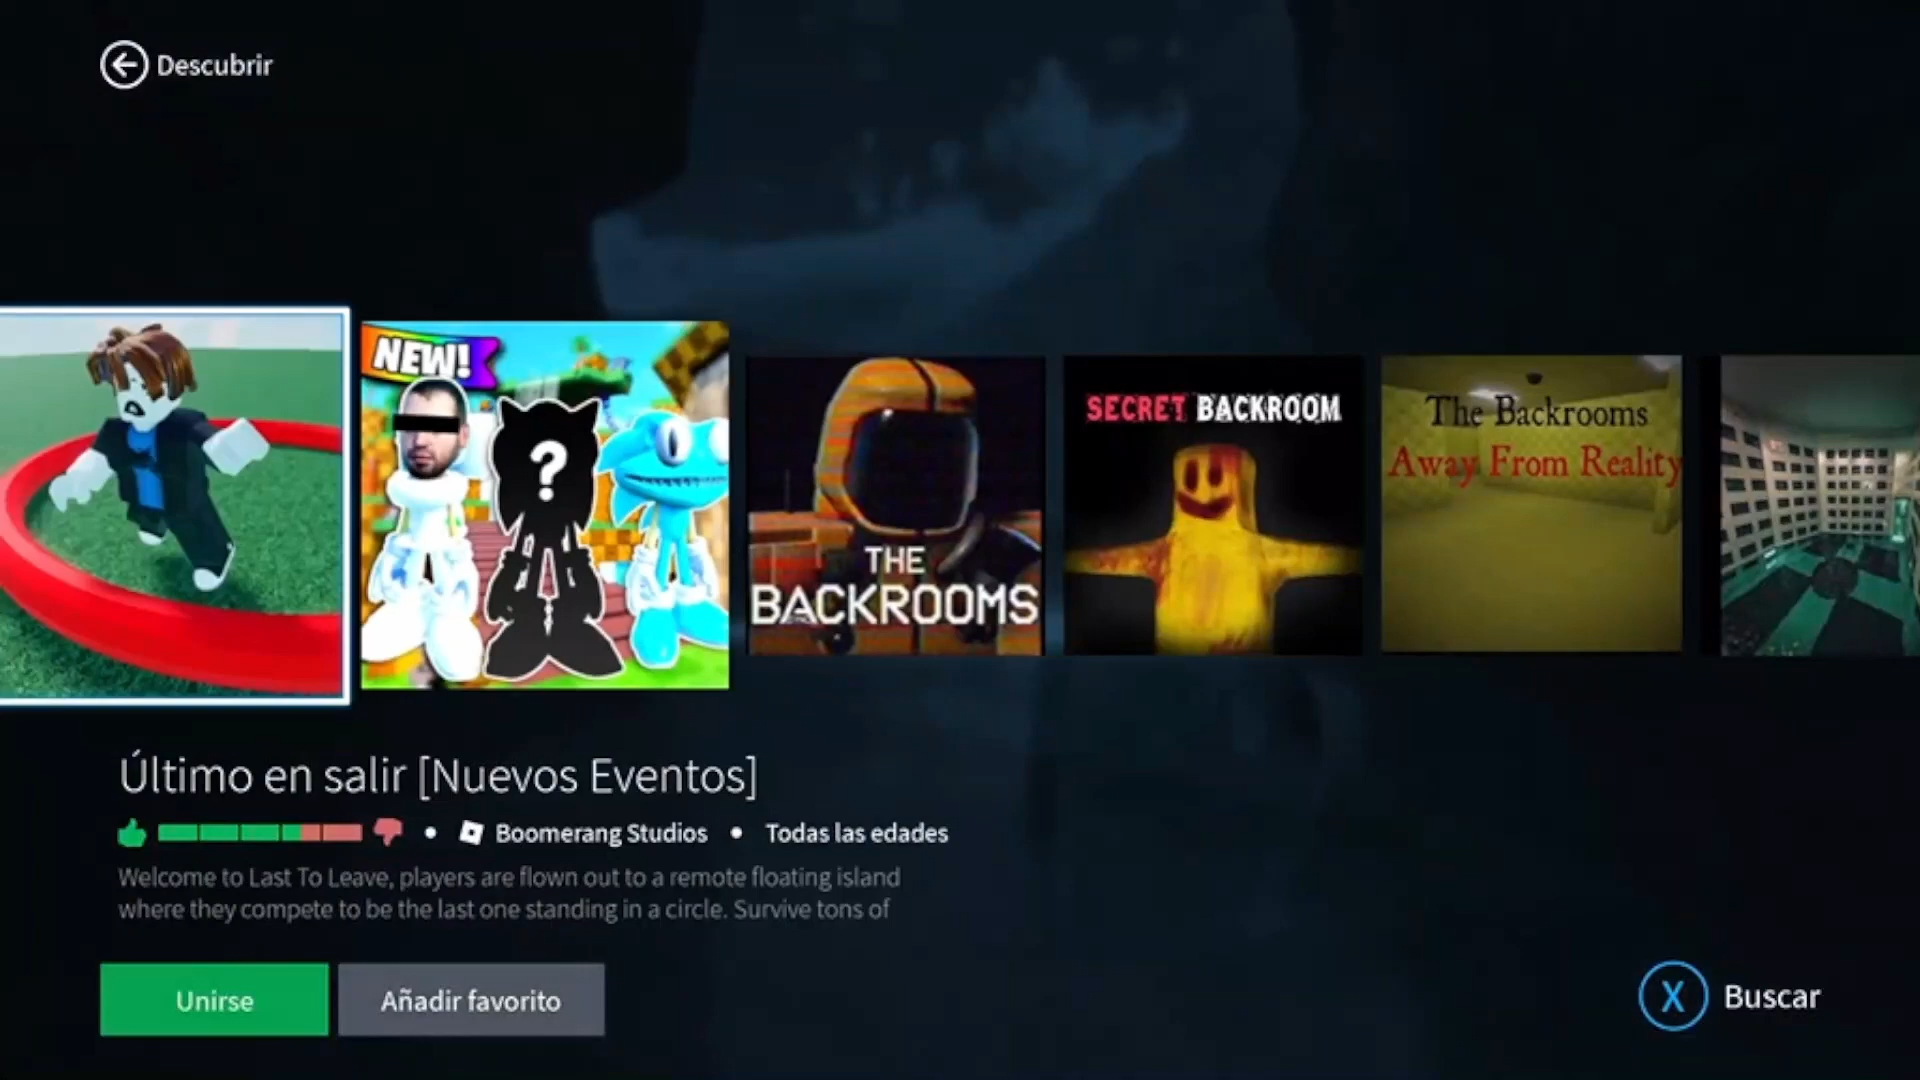 Descubrir
NEW!
?
THE
BACKROOMS
SECRET BACKROOM
The Backrooms
Away From Reality
Último en salir [Nuevos Eventos]
Boomerang Studios • Todas las edades
Welcome to Last To Leave, players are flown out to a remote floating island
where they compete to be the last one standing in a circle. Survive tons of
Unirse
Añadir favorito
X Buscar